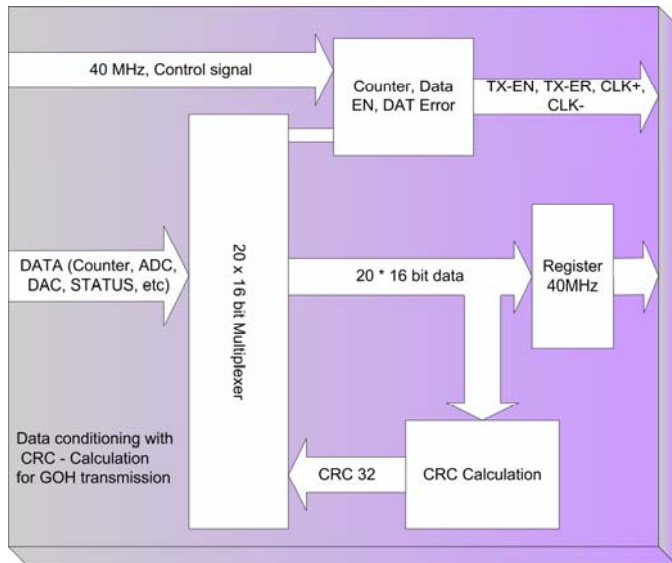 40 MHz, Control signal
Counter, Data
EN, DAT Error
TX-EN, TX-ER, CLK+,
CLK-
DATA (Counter, ADC,
DAC, STATUS, etc)
20 x 16 bit Multiplexer
20 * 16 bit data
Register
40MHz
Data conditioning with
CRC - Calculation
for GOH transmission
CRC 32
CRC Calculation